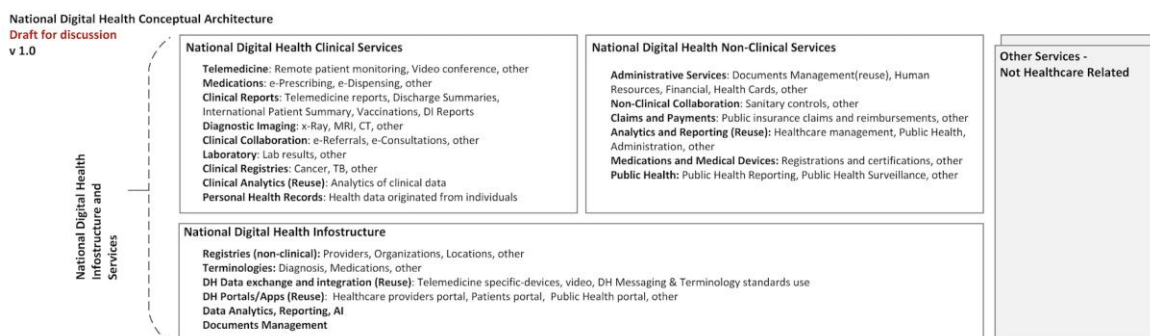 National Digital Health Conceptual Architecture
Draft for discussion
v 1.0
National Digital Health
Infostructure and
Services
National Digital Health Clinical Services
Telemedicine: Remote patient monitoring, Video conference, other
Medications: e-Prescribing, e-Dispensing, other
Clinical Reports: Telemedicine reports, Discharge Summaries,
International Patient Summary, Vaccinations, DI Reports
Diagnostic Imaging: x-Ray, MRI, CT, other
Clinical Collaboration: e-Referrals, e-Consultations, other
Laboratory: Lab results, other
Clinical Registries: Cancer, TB, other
Clinical Analytics (Reuse): Analytics of clinical data
Personal Health Records: Health data originated from individuals
National Digital Health Non-Clinical Services
Administrative Services: Documents Management(reuse), Human
Resources, Financial, Health Cards, other
Non-Clinical Collaboration: Sanitary controls, other
Claims and Payments: Public insurance claims and reimbursements, other
Analytics and Reporting (Reuse): Healthcare management, Public Health,
Administration, other
Medications and Medical Devices: Registrations and certifications, other
Public Health: Public Health Reporting, Public Health Surveillance, other
Other Services -
Not Healthcare Related
National Digital Health Infostructure
Registries (non-clinical): Providers, Organizations, Locations, other
Terminologies: Diagnosis, Medications, other
DH Data exchange and integration (Reuse): Telemedicine specific-devices, video, DH Messaging & Terminology standards use
DH Portals/Apps (Reuse): Healthcare providers portal, Patients portal, Public Health portal, other
Data Analytics, Reporting, AI
Documents Management